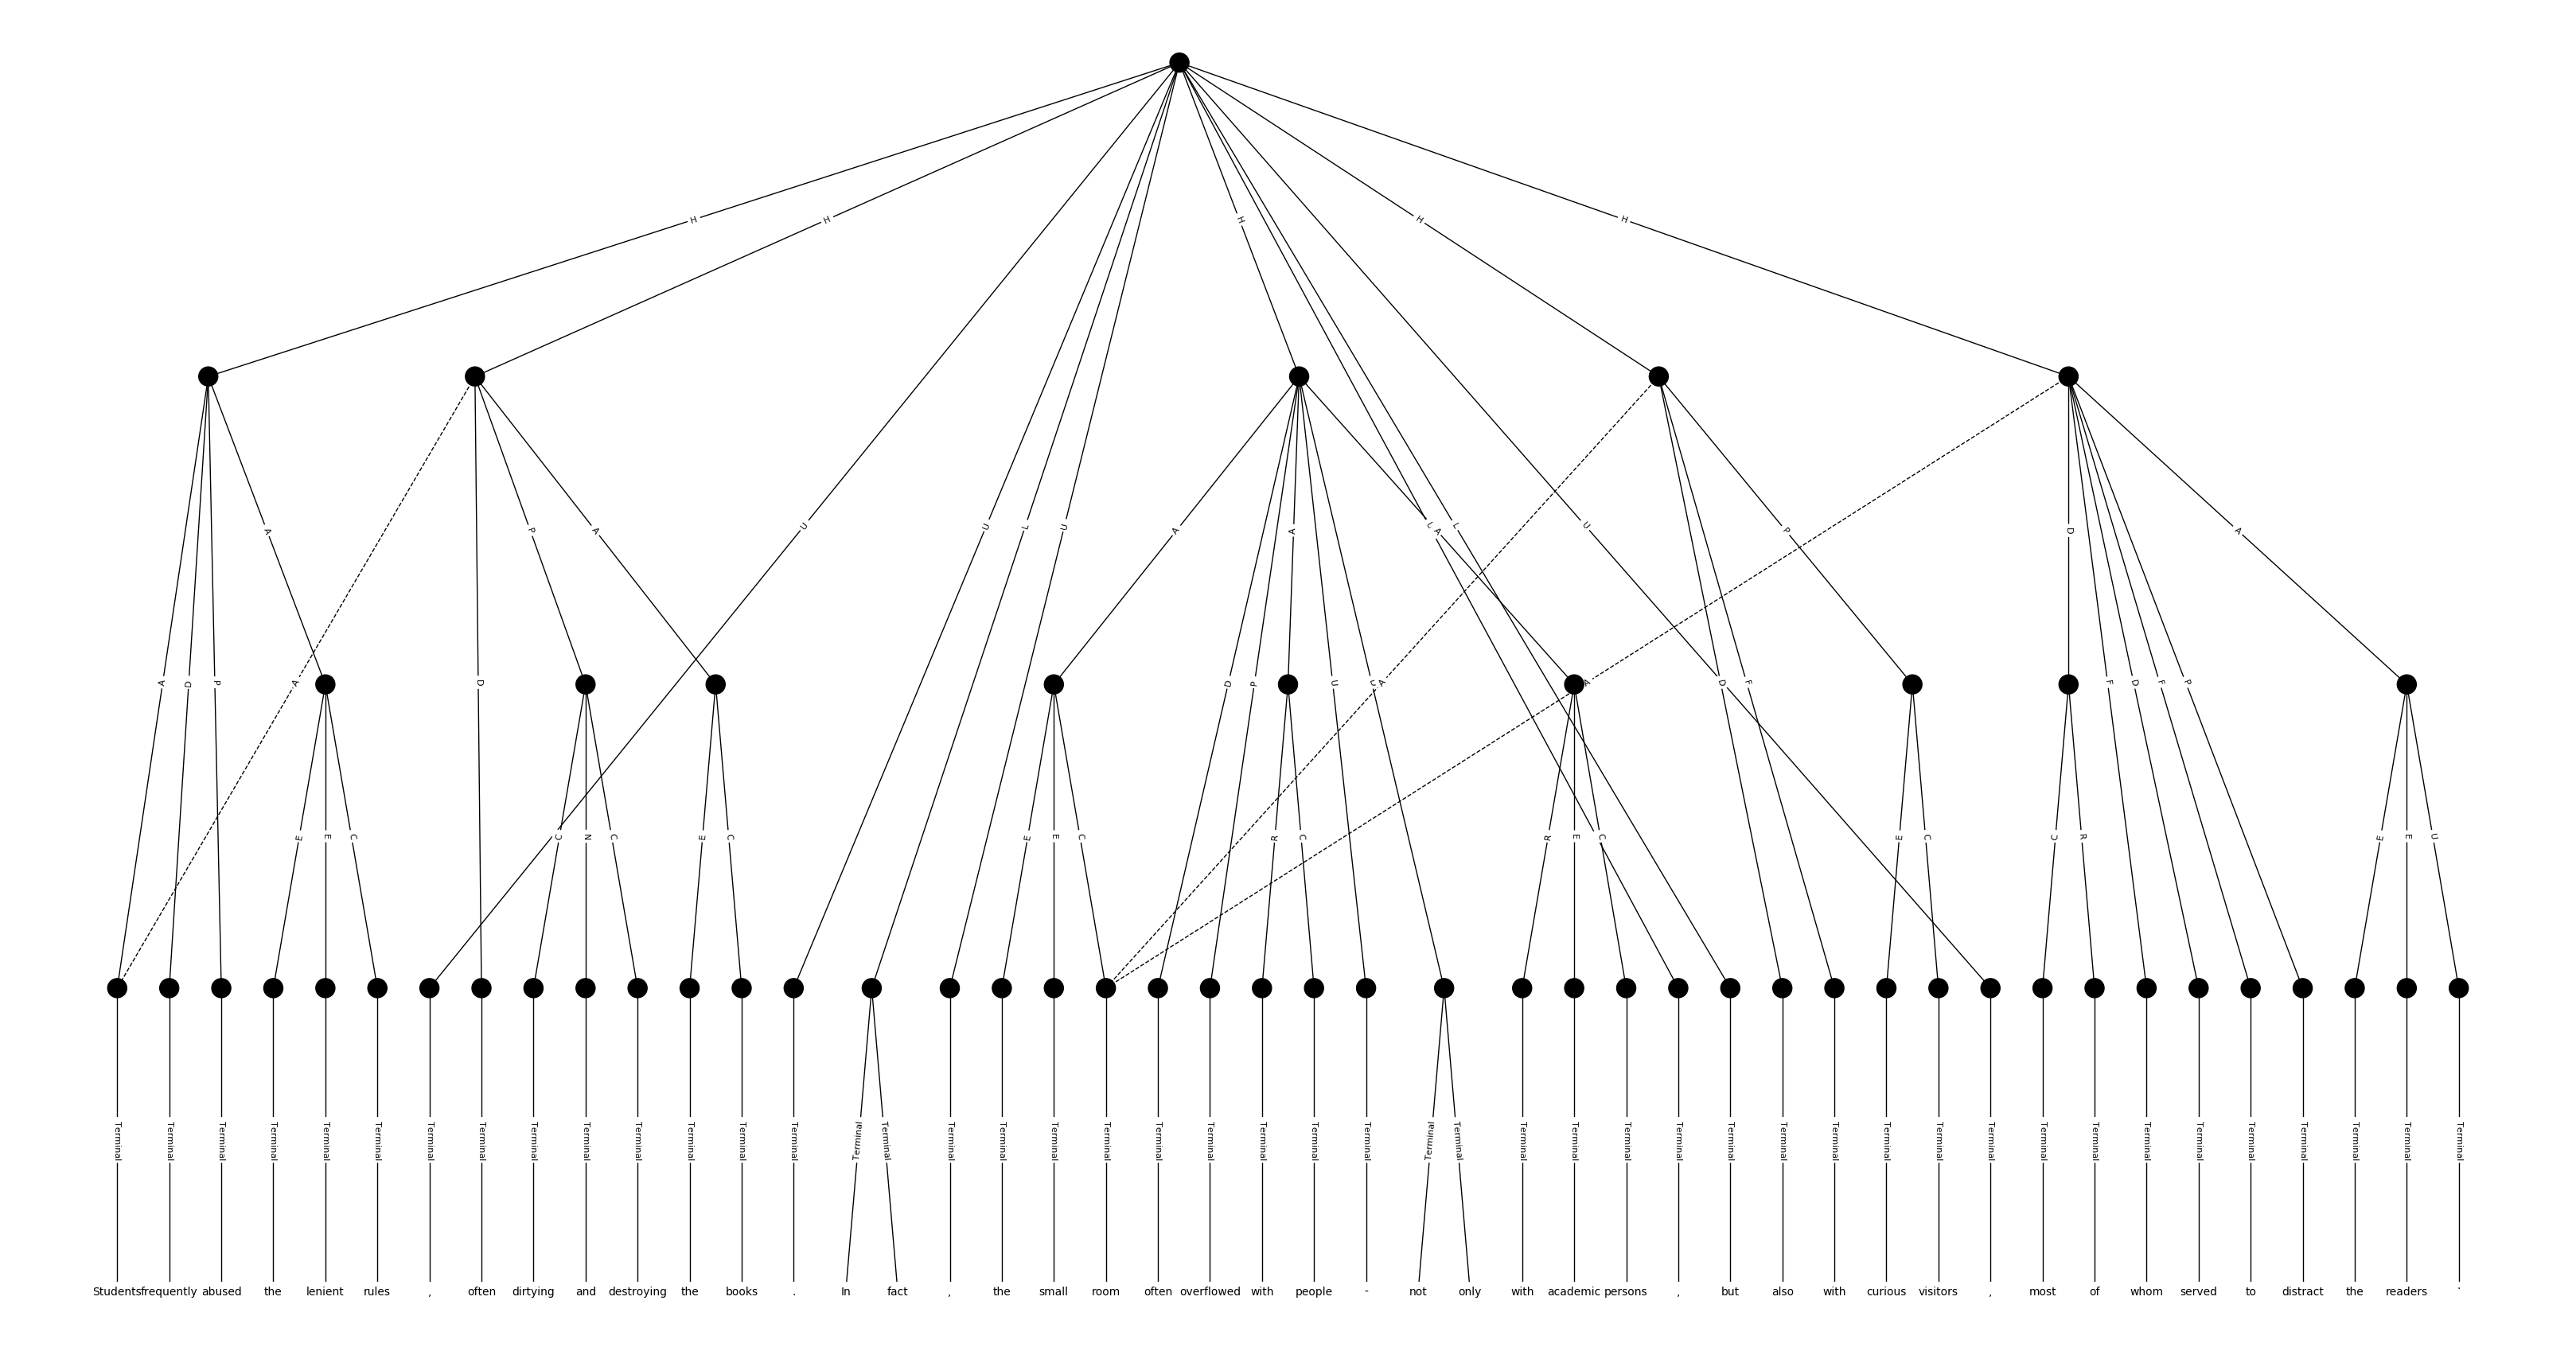 H H H H H
U U L U U L U
A D P A A D P A A D P A U U A A D F P D F D F P A
A A
E E C C N C E C E E C R C R E C E C C R E E U
Terminal Terminal Terminal Terminal Terminal Terminal Terminal Terminal Terminal Terminal Terminal Terminal Terminal Terminal Terminal Terminal Terminal Terminal Terminal Terminal Terminal Terminal Terminal Terminal Terminal Terminal Terminal Terminal Terminal Terminal Terminal Terminal Terminal Terminal Terminal Terminal Terminal Terminal Terminal Terminal Terminal Terminal Terminal Terminal Terminal Terminal
Students frequently abused the lenient rules , often dirtying and destroying the books . In fact , the small room often overflowed with people - not only with academic persons , but also with curious visitors , most of whom served to distract the readers .